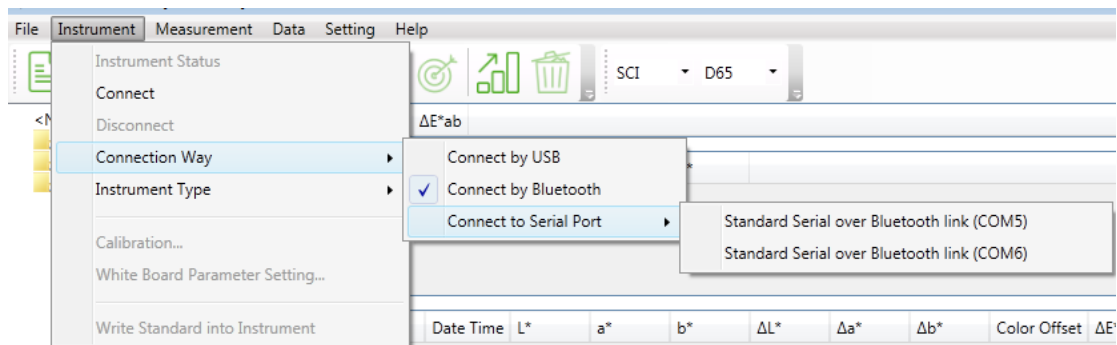 File Instrument Measurement Data Setting Help
Instrument Status
SCI D65
Connect
Disconnect
ΔE*ab
Connection Way
Connect by USB
Instrument Type
Connect by Bluetooth
Connect to Serial Port
Standard Serial over Bluetooth link (COM5)
Calibration...
Standard Serial over Bluetooth link (COM6)
White Board Parameter Setting...
Write Standard into Instrument
Date Time L* a* b* ΔL* Δa* Δb* Color Offset